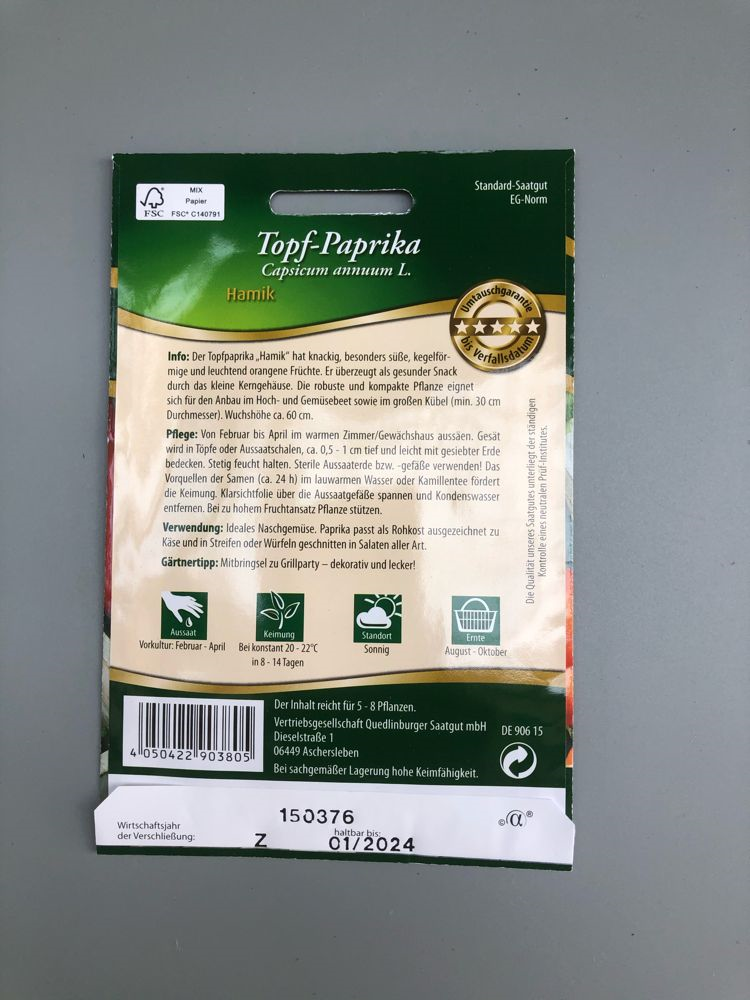 MIX
Papier
FSC FSC® C140791
Standard-Saatgut
EG-Norm
Topf-Paprika
Capsicum annuum L.
Hamik
Umtauschgarantie
bis Verfallsdatum
Info: Der Topfpaprika „Hamik“ hat knackig, besonders süße, kegelför-
mige und leuchtend orangene Früchte. Er überzeugt als gesunder Snack
durch das kleine Kerngehäuse. Die robuste und kompakte Pflanze eignet
sich für den Anbau im Hoch- und Gemüsebeet sowie im großen Kübel (min. 30 cm
Durchmesser). Wuchshöhe ca. 60 cm.
Pflege: Von Februar bis April im warmen Zimmer/Gewächshaus aussäen. Gesät
wird in Töpfe oder Aussaatschalen, ca. 0,5 - 1 cm tief und leicht mit gesiebter Erde
bedecken. Stetig feucht halten. Sterile Aussaaterde bzw. -gefäße verwenden! Das
Vorquellen der Samen (ca. 24 h) im lauwarmen Wasser oder Kamillentee fördert
die Keimung. Klarsichtfolie über die Aussaatgefäße spannen und Kondenswasser
entfernen. Bei zu hohem Fruchtansatz Pflanze stützen.
Verwendung: Ideales Naschgemüse. Paprika passt als Rohkost ausgezeichnet zu
Käse und in Streifen oder Würfeln geschnitten in Salaten aller Art.
Gärtnertipp: Mitbringsel zu Grillparty – dekorativ und lecker!
Die Qualität unseres Saatgutes unterliegt der ständigen
Kontrolle eines neutralen Prüf-Institutes.
Aussaat
Vorkultur: Februar - April
Keimung
Bei konstant 20 - 22°C
in 8 - 14 Tagen
Standort
Sonnig
Ernte
August - Oktober
Der Inhalt reicht für 5 - 8 Pflanzen.
Vertriebsgesellschaft Quedlinburger Saatgut mbH
Dieselstraße 1
06449 Aschersleben
Bei sachgemäßer Lagerung hohe Keimfähigkeit.
DE 906 15
4 050422 903805
150376
Wirtschaftsjahr
der Verschließung:
Z
haltbar bis:
01/2024
© α ®